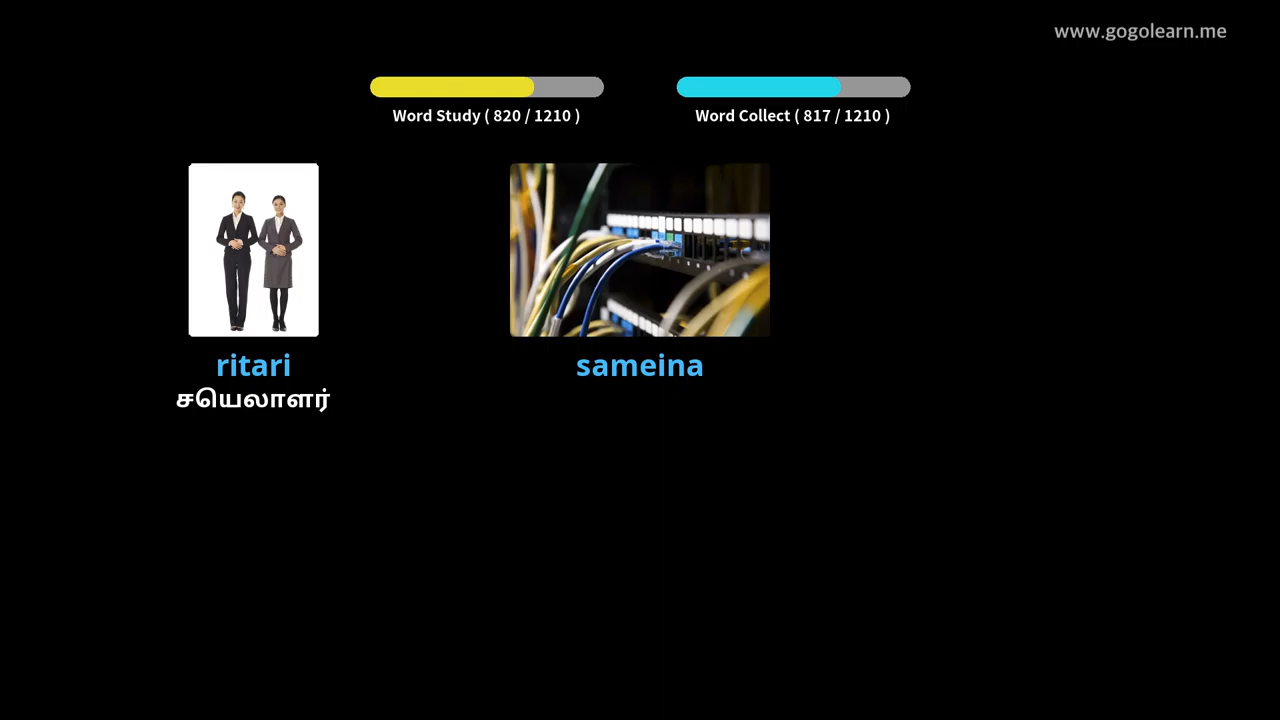 www.gogolearn.me
Word Study ( 820 / 1210 )
Word Collect ( 817 / 1210 )
ritari
சயெலாளர்
sameina